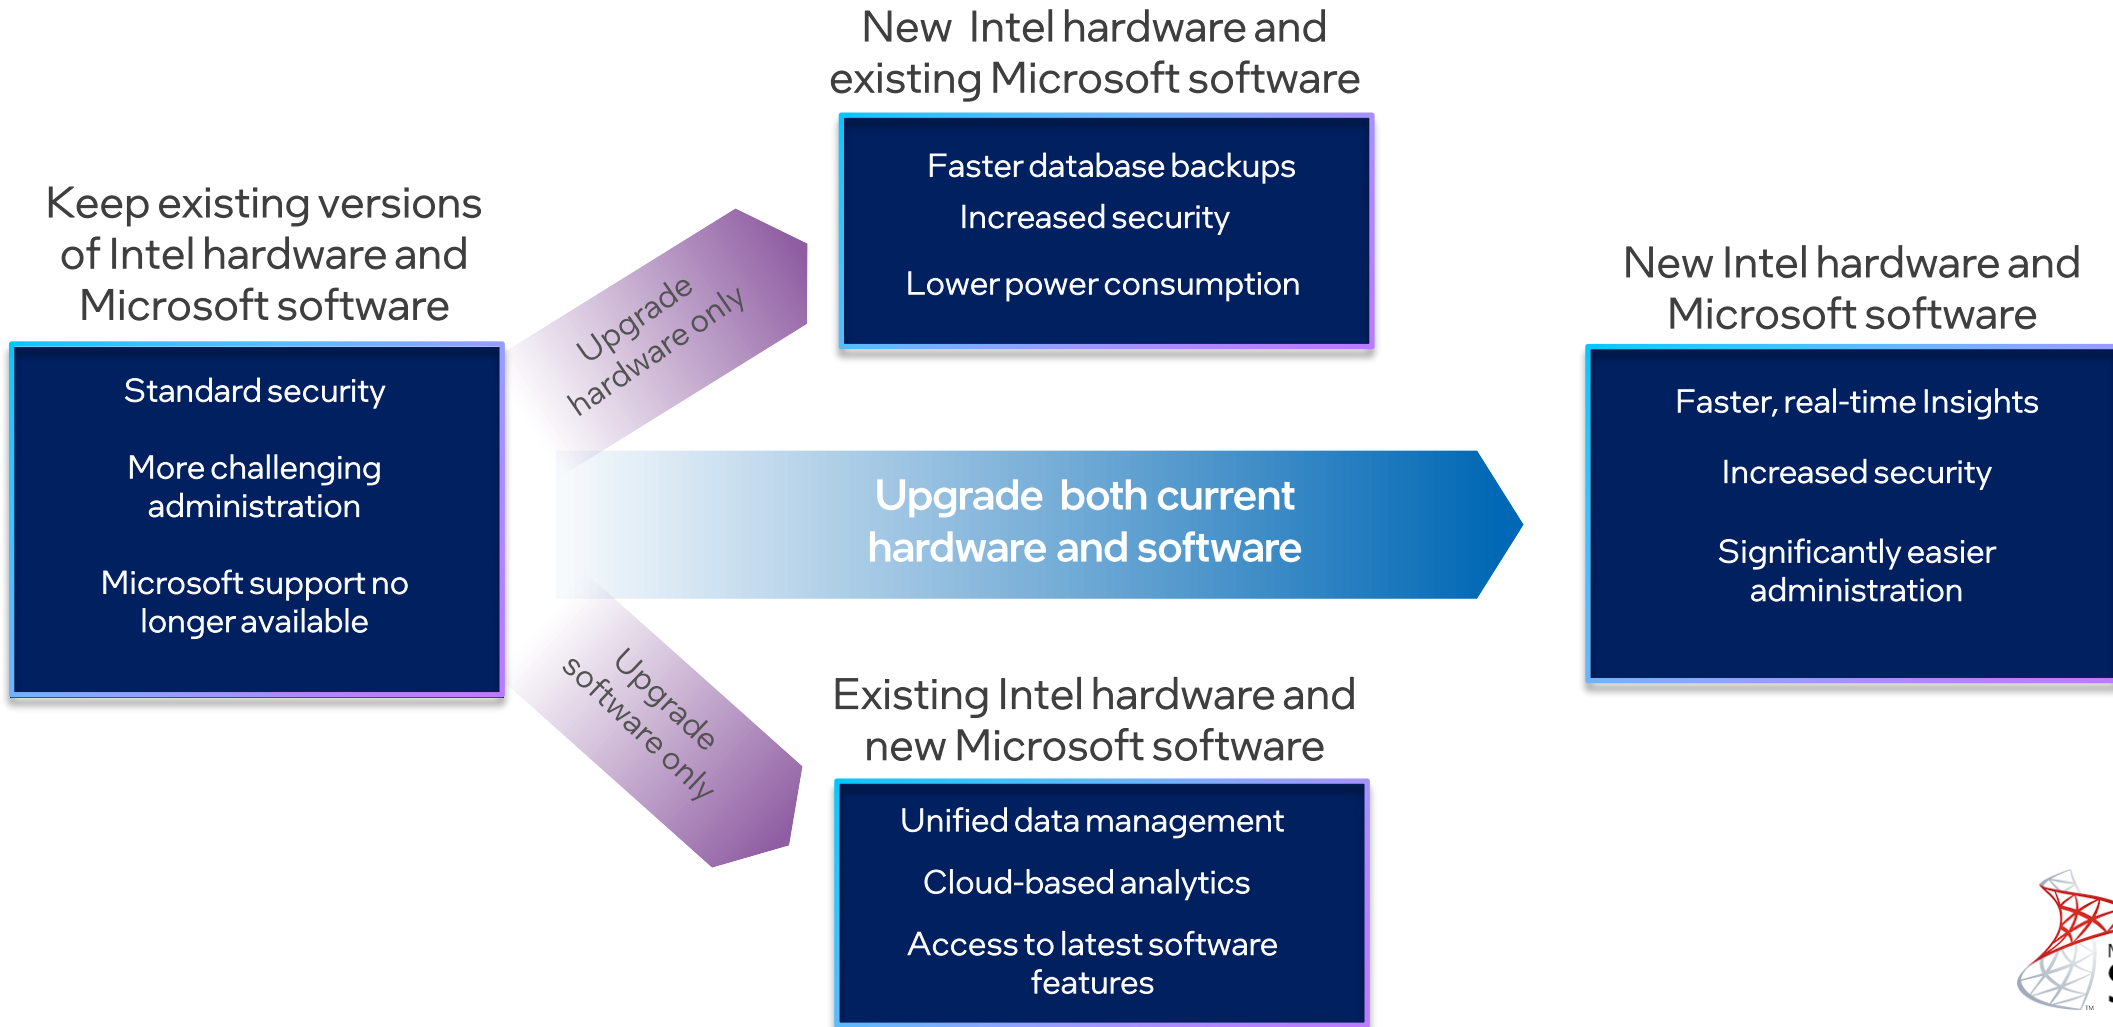 New Intel hardware and
existing Microsoft software
Faster database backups
Increased security
Lower power consumption
Keep existing versions
of Intel hardware and
Microsoft software
Standard security
More challenging
administration
Microsoft support no
longer available
Upgrade
hardware only
Upgrade both current
hardware and software
Upgrade
software only
New Intel hardware and
Microsoft software
Faster, real-time Insights
Increased security
Significantly easier
administration
Existing Intel hardware and
new Microsoft software
Unified data management
Cloud-based analytics
Access to latest software
features
TM